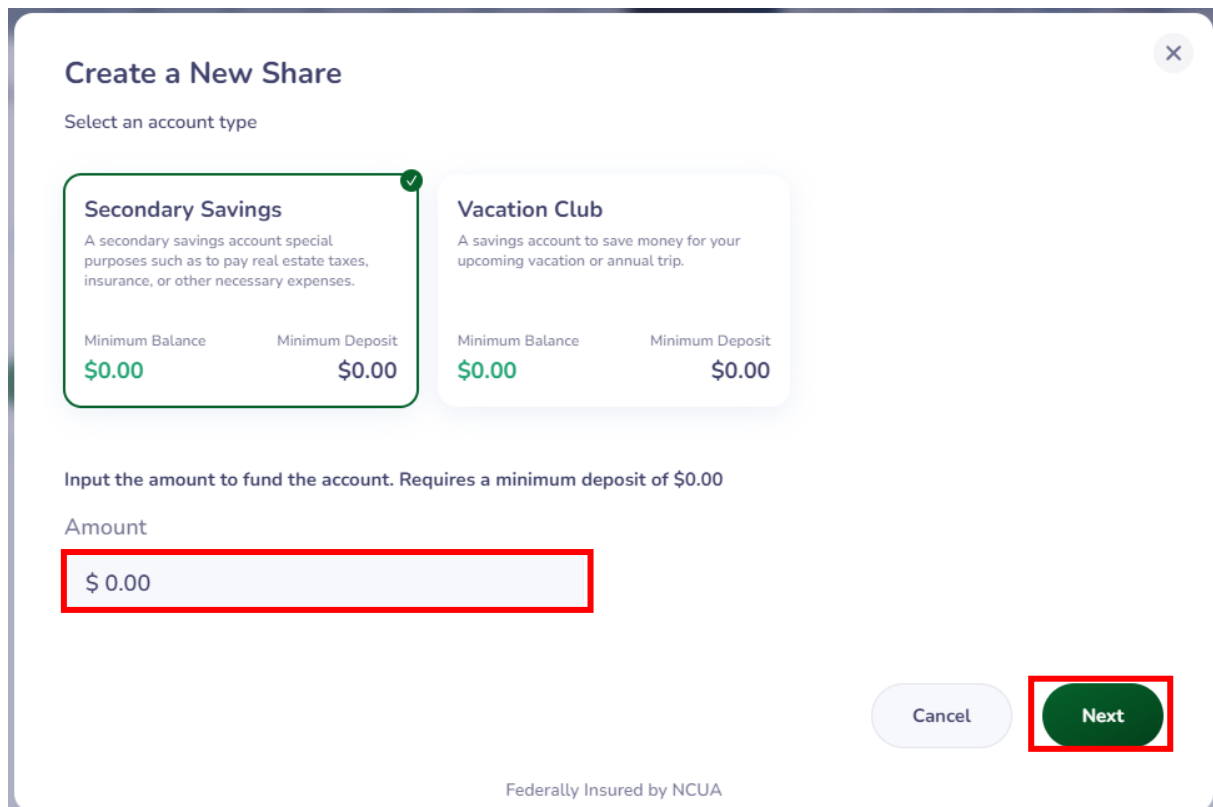 Create a New Share
Select an account type
Secondary Savings
A secondary savings account special
purposes such as to pay real estate taxes,
insurance, or other necessary expenses.
Minimum Balance
Minimum Deposit
$0.00
$0.00
Vacation Club
A savings account to save money for your
upcoming vacation or annual trip.
Minimum Balance
Minimum Deposit
$0.00
$0.00
Input the amount to fund the account. Requires a minimum deposit of $0.00
Amount
$ 0.00
Cancel
Next
Federally Insured by NCUA